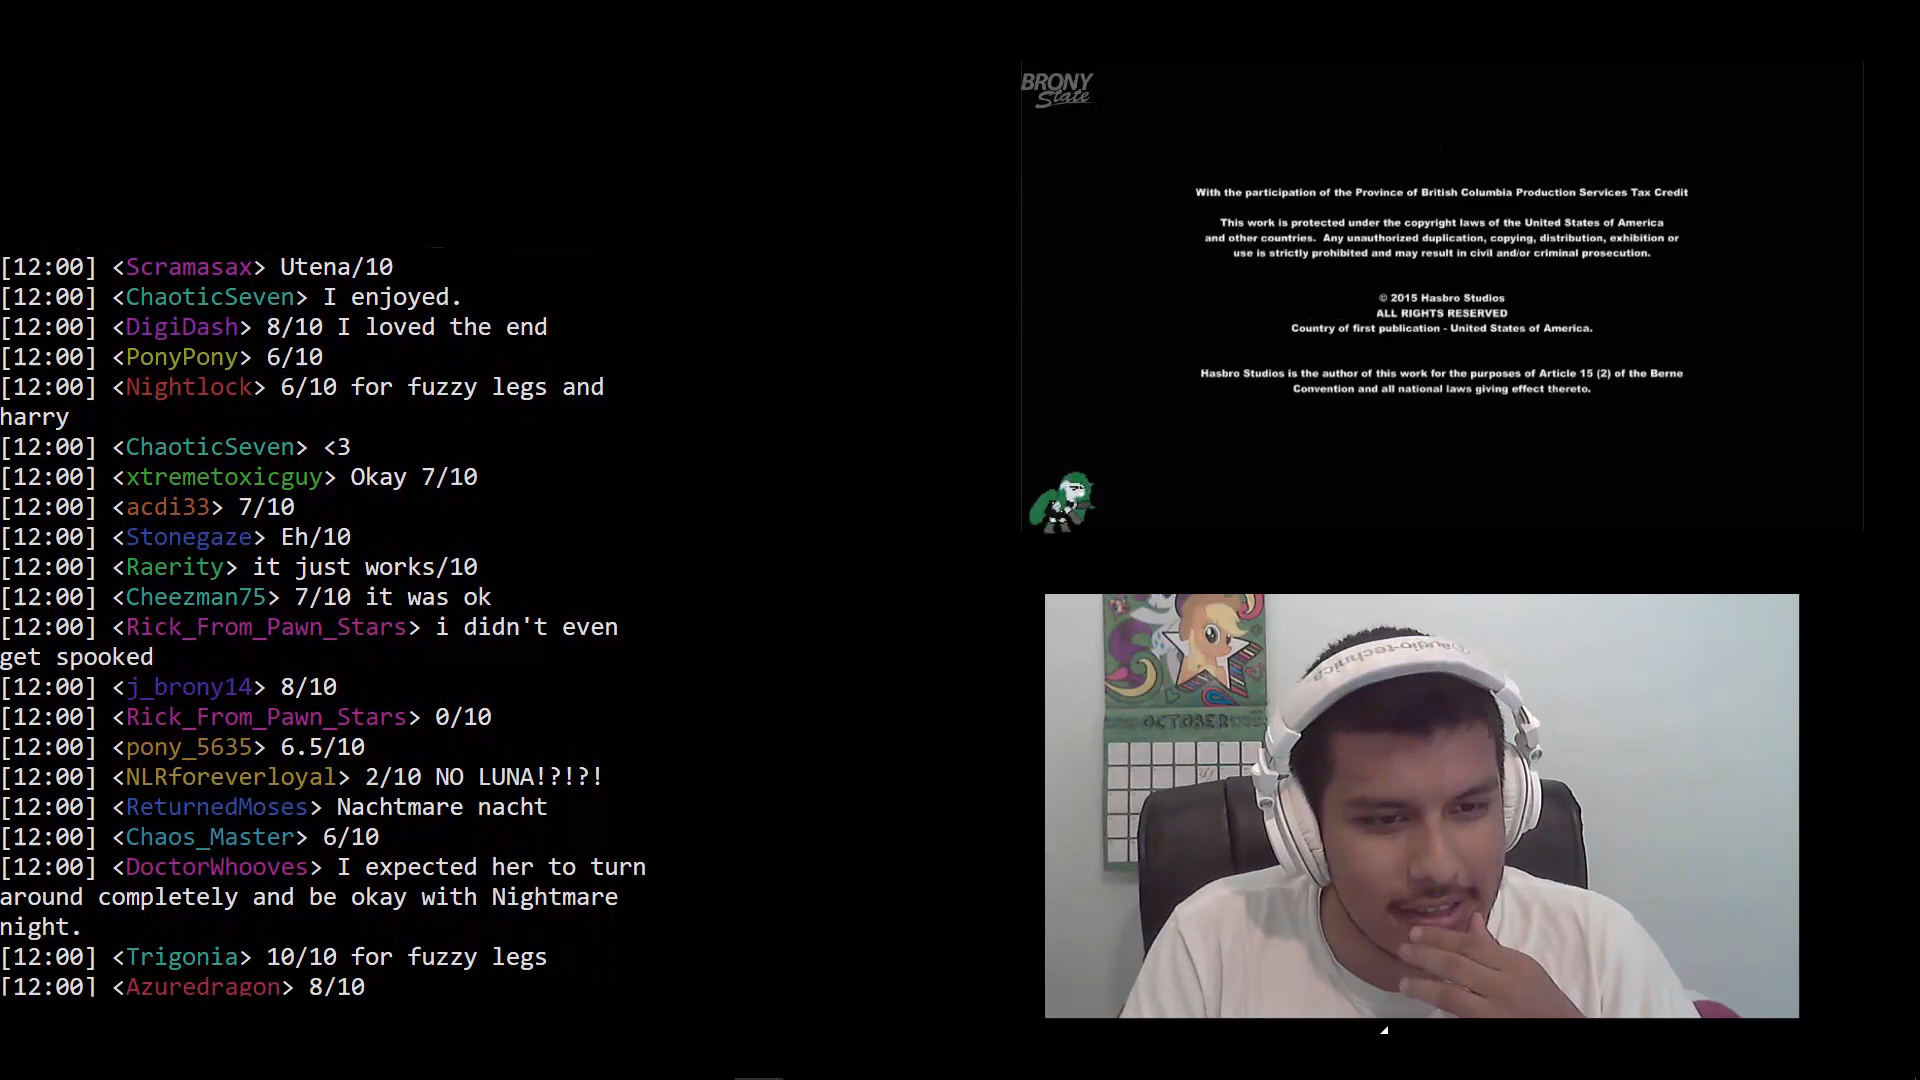 [12:00] <Scramasax> Utena/10
[12:00] <ChaoticSeven> I enjoyed.
[12:00] <DigiDash> 8/10 I loved the end
[12:00] <PonyPony> 6/10
[12:00] <Nightlock> 6/10 for fuzzy legs and
harry
[12:00] <ChaoticSeven> <3
[12:00] <xtremetoxicguy> Okay 7/10
[12:00] <acdi33> 7/10
[12:00] <Stonegaze> Eh/10
[12:00] <Raerity> it just works/10
[12:00] <Cheezman75> 7/10 it was ok
[12:00] <Rick_From_Pawn_Stars> i didn't even
get spooked
[12:00] <j_brony14> 8/10
[12:00] <Rick_From_Pawn_Stars> 0/10
[12:00] <pony_5635> 6.5/10
[12:00] <NLRforeverloyal> 2/10 NO LUNA!?!?!
[12:00] <ReturnedMoses> Nachtmare nacht
[12:00] <Chaos_Master> 6/10
[12:00] <DoctorWhooves> I expected her to turn
around completely and be okay with Nightmare
night.
[12:00] <Trigonia> 10/10 for fuzzy legs
[12:00] <Azuredragon> 8/10
BRONY
State
With the participation of the Province of British Columbia Production Services Tax Credit
This work is protected under the copyright laws of the United States of America
and other countries. Any unauthorized duplication, copying, distribution, exhibition or
use is strictly prohibited and may result in civil and/or criminal prosecution.
© 2015 Hasbro Studios
ALL RIGHTS RESERVED
Country of first publication - United States of America.
Hasbro Studios is the author of this work for the purposes of Article 15 (2) of the Berne
Convention and all national laws giving effect thereto.
audio-technica
OCTOBER